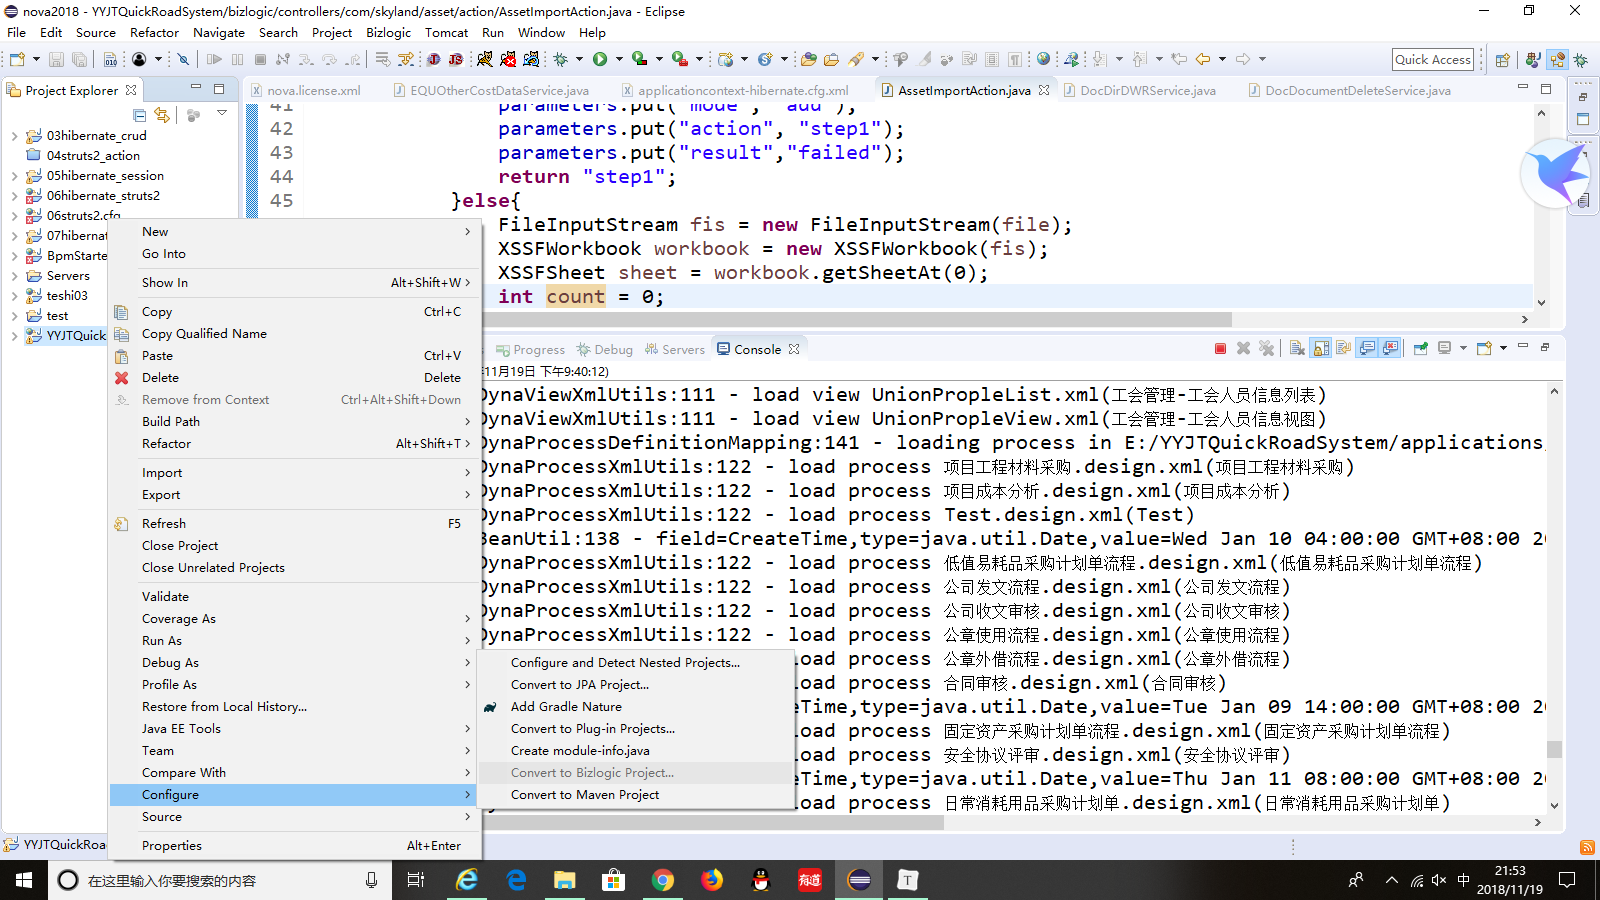 nova2018 - YYJTQuickRoadSystem/bizlogic/controllers/com/skyland/asset/action/AssetImportAction.java - Eclipse
File Edit Source Refactor Navigate Search Project Bizlogic Tomcat Run Window Help
Quick Access
Project Explorer
nova.license.xml EQUOtherCostDataService.java applicationcontext-hibernate.cfg.xml AssetImportAction.java DocDirDWRService.java DocDocumentDeleteService.java
03hibernate_crud
04struts2_action
05hibernate_session
06hibernate_struts2
06struts2.cfg
07hiberna
BpmStarte
Servers
teshi03
test
YYJTQuick
41 parameters.put("mode", "add");
42 parameters.put("action", "step1");
43 parameters.put("result","failed");
44 return "step1";
45 }else{
FileInputStream fis = new FileInputStream(file);
XSSFWorkbook workbook = new XSSFWorkbook(fis);
XSSFSheet sheet = workbook.getSheetAt(0);
int count = 0;
New
Go Into
Show In Alt+Shift+W
Copy Ctrl+C
Copy Qualified Name
Paste Ctrl+V
Delete Delete
Remove from Context Ctrl+Alt+Shift+Down
Build Path
Refactor Alt+Shift+T
Import
Export
Refresh F5
Close Project
Close Unrelated Projects
Validate
Coverage As
Run As
Debug As
Profile As
Restore from Local History...
Java EE Tools
Team
Compare With
Configure
Source
Properties Alt+Enter
Configure and Detect Nested Projects...
Convert to JPA Project...
Add Gradle Nature
Convert to Plug-in Projects...
Create module-info.java
Convert to Bizlogic Project...
Convert to Maven Project
Progress Debug Servers Console
11月19日 下午9:40:12)
DynaViewXmlUtils:111 - load view UnionPropleList.xml(工会管理-工会人员信息列表)
DynaViewXmlUtils:111 - load view UnionPropleView.xml(工会管理-工会人员信息视图)
DynaProcessDefinitionMapping:141 - loading process in E:/YYJTQuickRoadSystem/applications
DynaProcessXmlUtils:122 - load process 项目工程材料采购.design.xml(项目工程材料采购)
DynaProcessXmlUtils:122 - load process 项目成本分析.design.xml(项目成本分析)
DynaProcessXmlUtils:122 - load process Test.design.xml(Test)
BeanUtil:138 - field=CreateTime,type=java.util.Date,value=Wed Jan 10 04:00:00 GMT+08:00 20
DynaProcessXmlUtils:122 - load process 低值易耗品采购计划单流程.design.xml(低值易耗品采购计划单流程)
DynaProcessXmlUtils:122 - load process 公司发文流程.design.xml(公司发文流程)
DynaProcessXmlUtils:122 - load process 公司收文审核.design.xml(公司收文审核)
DynaProcessXmlUtils:122 - load process 公章使用流程.design.xml(公章使用流程)
oad process 公章外借流程.design.xml(公章外借流程)
oad process 合同审核.design.xml(合同审核)
eTime,type=java.util.Date,value=Tue Jan 09 14:00:00 GMT+08:00 20
oad process 固定资产采购计划单流程.design.xml(固定资产采购计划单流程)
oad process 安全协议评审.design.xml(安全协议评审)
eTime,type=java.util.Date,value=Thu Jan 11 08:00:00 GMT+08:00 20
oad process 日常消耗用品采购计划单.design.xml(日常消耗用品采购计划单)
YYJTQuickRoa
在这里输入你要搜索的内容
有道
T
中
21:53
2018/11/19